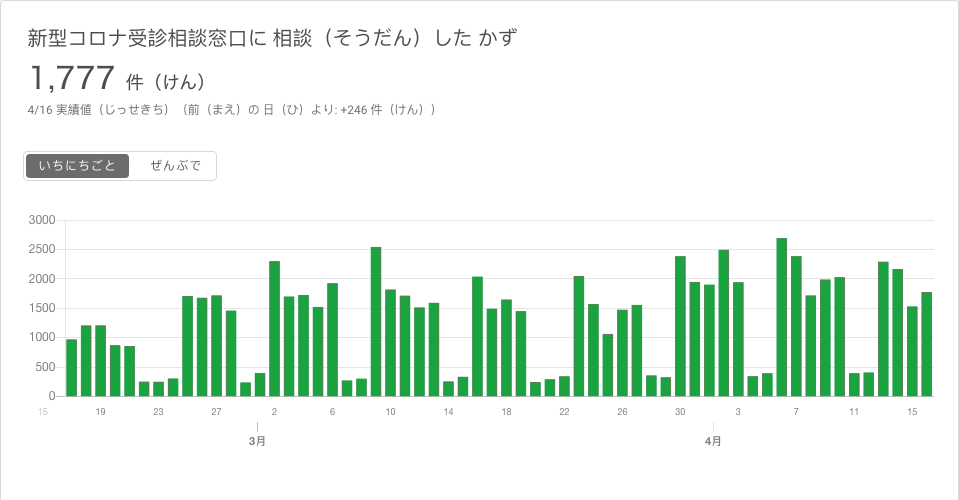 新型コロナ受診相談窓口に 相談（そうだん）した かず
1,777 件（けん）
4/16 実績値（じっせきち）（前（まえ）の 日（ひ）より: +246 件（けん））
いちにちごと ぜんぶで
3000
2500
2000
1500
1000
500
0
15 19 23 27 2 6 10 14 18 22 26 30 3 7 11 15
3月 4月